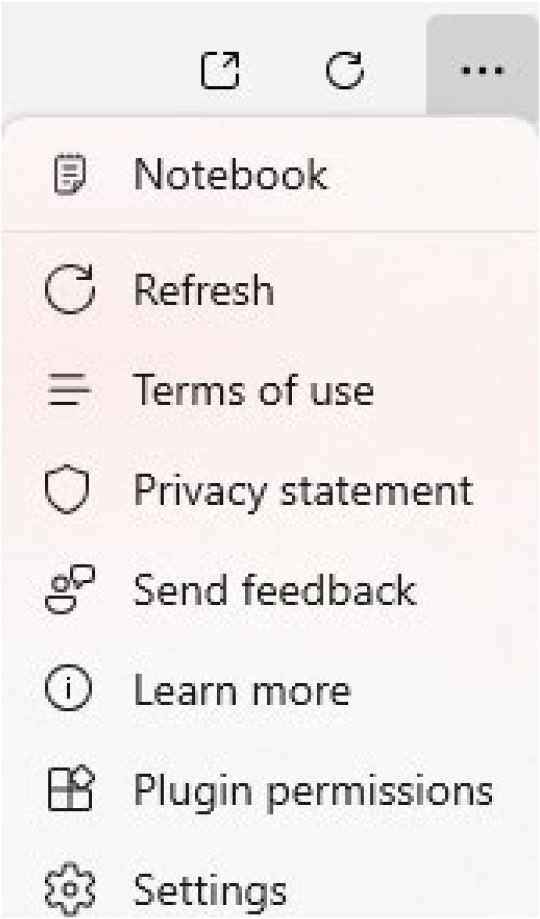 Notebook
Refresh
Terms of use
Privacy statement
Send feedback
Learn more
Plugin permissions
Settings